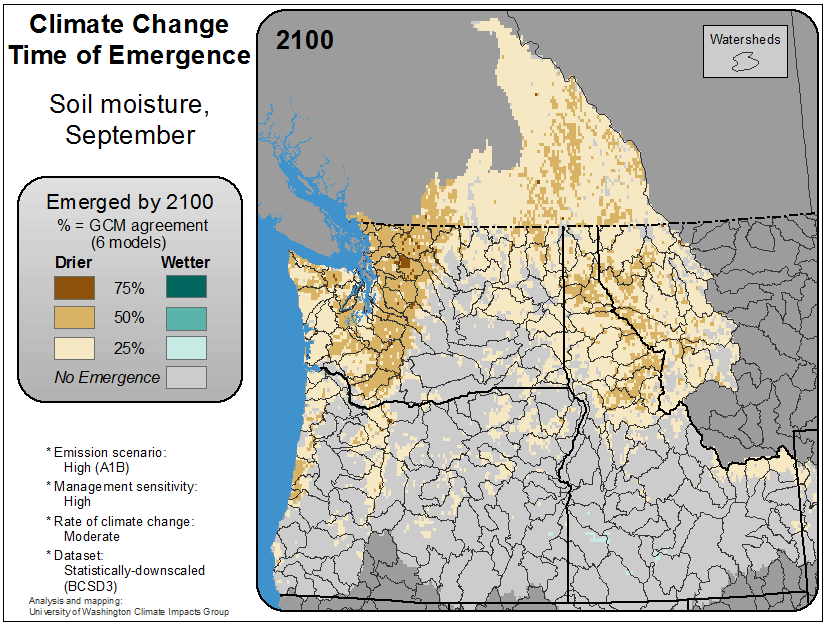 Climate Change
Time of Emergence
Soil moisture,
September
Emerged by 2100
% = GCM agreement
(6 models)
Drier Wetter
75%
50%
25%
No Emergence
* Emission scenario:
High (A1B)
* Management sensitivity:
High
* Rate of climate change:
Moderate
* Dataset:
Statistically-downscaled
(BCSD3)
Analysis and mapping:
University of Washington Climate Impacts Group
2100
Watersheds